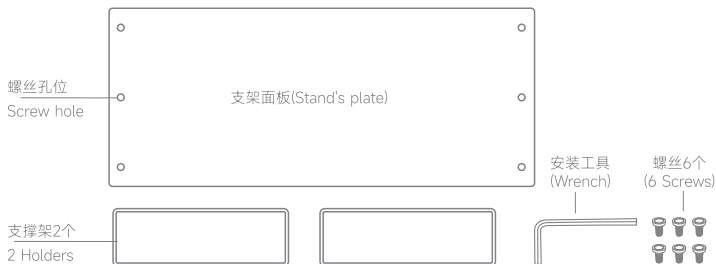 螺丝孔位
Screw hole
支架面板(Stand's plate)
安装工具
(Wrench)
螺丝6个
(6 Screws)
支撑架2个
2 Holders